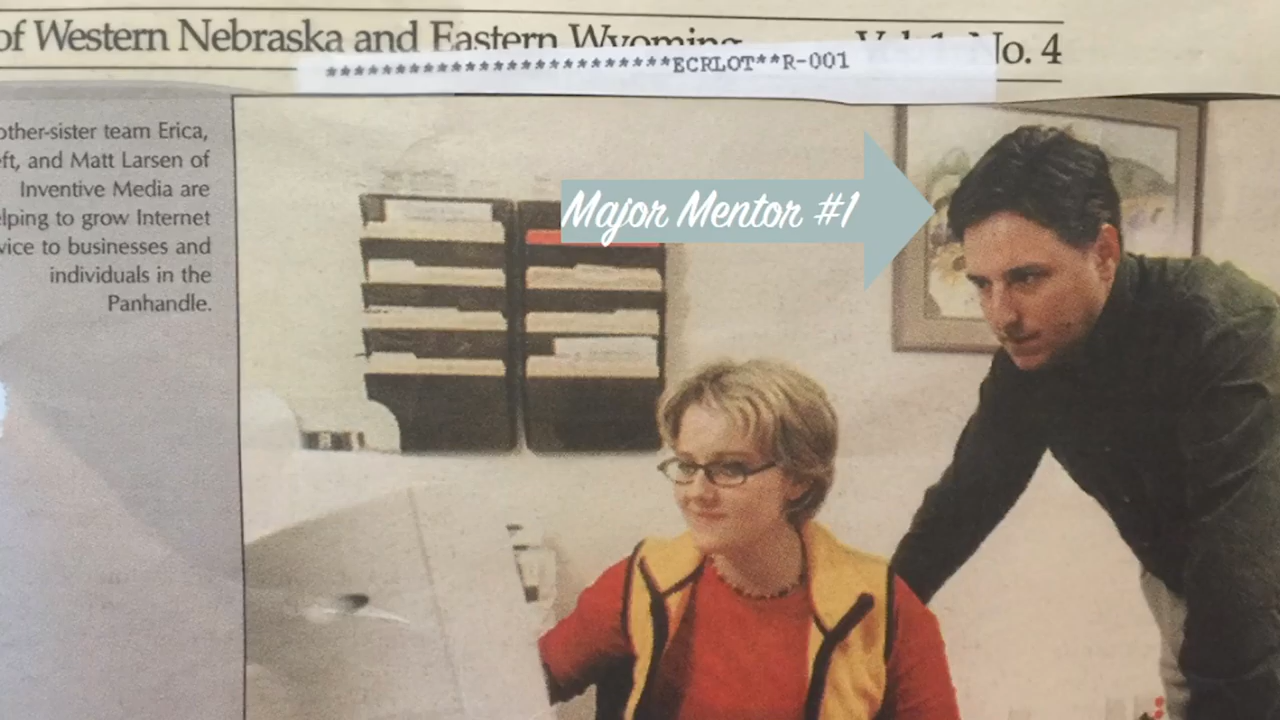 of Western Nebraska and Eastern Wyoming No. 4
************************ECRLOT**R-001
other-sister team Erica,
eft, and Matt Larsen of
Inventive Media are
elping to grow Internet
vice to businesses and
individuals in the
Panhandle.
Major Mentor #1